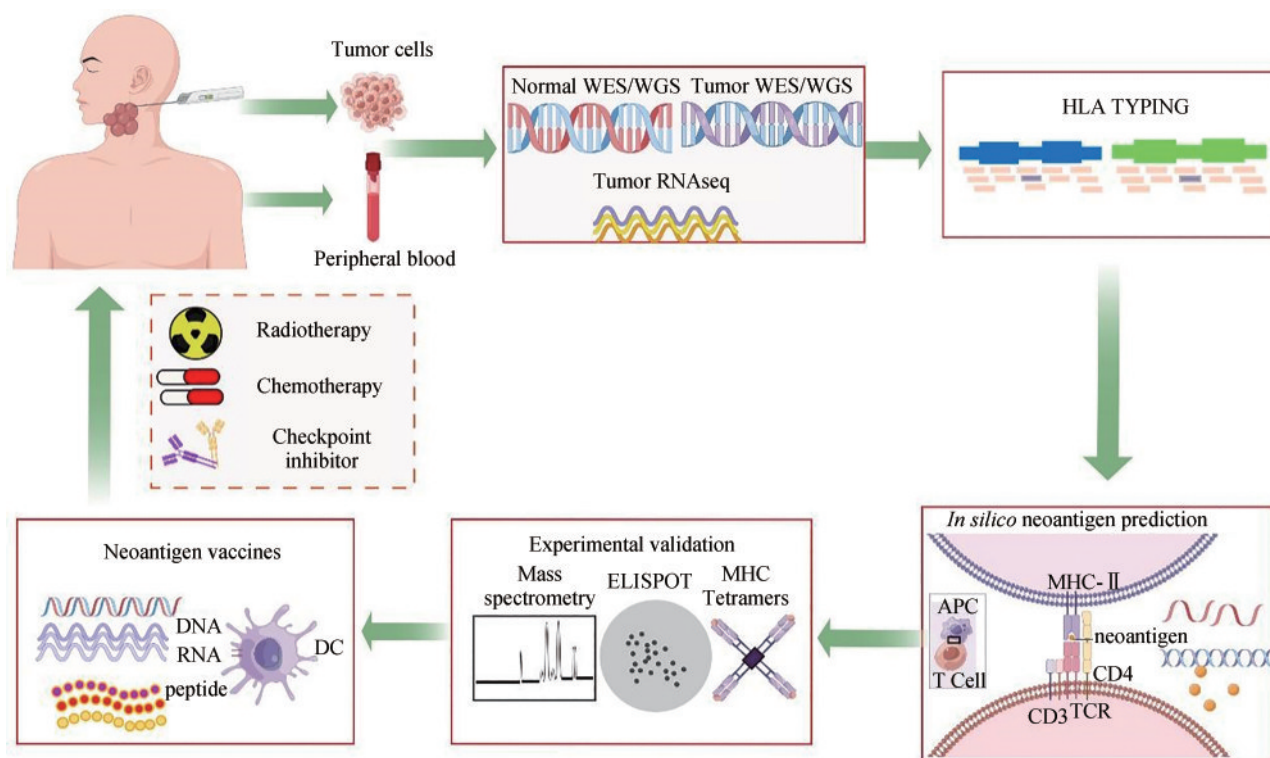 Tumor cells
Peripheral blood
Normal WES/WGS
Tumor WES/WGS
Tumor RNAseq
HLA TYPING
Radiotherapy
Chemotherapy
Checkpoint
inhibitor
In silico neoantigen prediction
MHC-Ⅱ
APC
T Cell
neoantigen
CD4
CD3
TCR
Experimental validation
Mass
spectrometry
ELISPOT
MHC
Tetramers
Neoantigen vaccines
DNA
RNA
peptide
DC